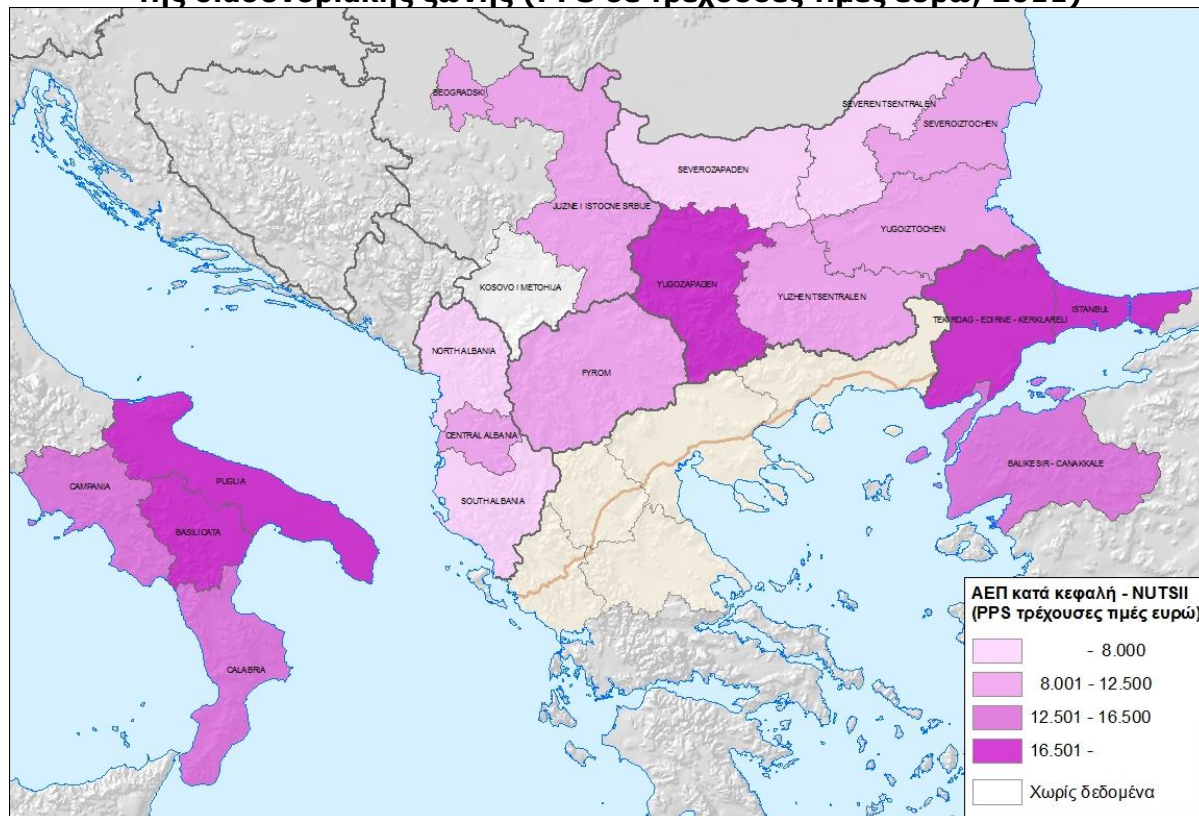 της διασυνοριακής ζώνης (PPS σε τρέχουσες τιμές ευρώ, 2011)
BEOGRADSKI
SEVERENTSENTRALEN
SEVEROIZTOCHEN
SEVEROZAPADEN
JUZNE I ISTOCNE SRBIJE
YUGOIZTOCHEN
KOSOVO I METOHIJA
YUGOZAPADEN
YUZHENTSENTRALEN
TEKIRDAG - EDIRNE - KERKLARELI
ISTANBUL
NORTH ALBANIA
FYROM
CENTRAL ALBANIA
BALIKESIR - CANAKKALE
PUGLIA
CAMPANIA
SOUTH ALBANIA
BASILICATA
CALABRIA
ΑΕΠ κατά κεφαλή - NUTSII
(PPS τρέχουσες τιμές ευρώ)
- 8.000
8.001 - 12.500
12.501 - 16.500
16.501 -
Χωρίς δεδομένα